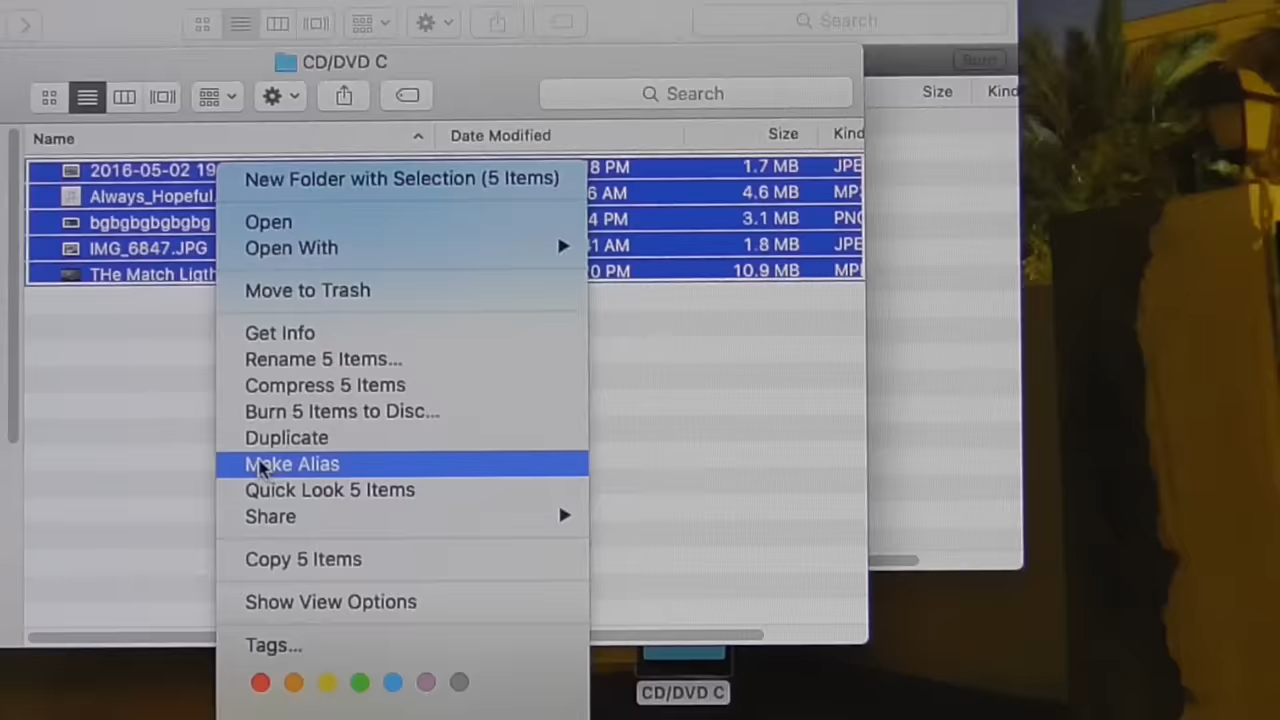 Search
CD/DVD C
Burn
Search
Size
Kind
Name
Date Modified
Size
Kind
2016-05-02 19
8 PM
1.7 MB
JPE
Always_Hopeful.
6 AM
4.6 MB
MP
bgbgbgbgbgbg
4 PM
3.1 MB
PNG
IMG_6847.JPG
1 AM
1.8 MB
JPE
THe Match Ligth
0 PM
10.9 MB
New Folder with Selection (5 Items)
Open
Open With
Move to Trash
Get Info
Rename 5 Items...
Compress 5 Items
Burn 5 Items to Disc...
Duplicate
Make Alias
Quick Look 5 Items
Share
Copy 5 Items
Show View Options
Tags...
CD/DVD C